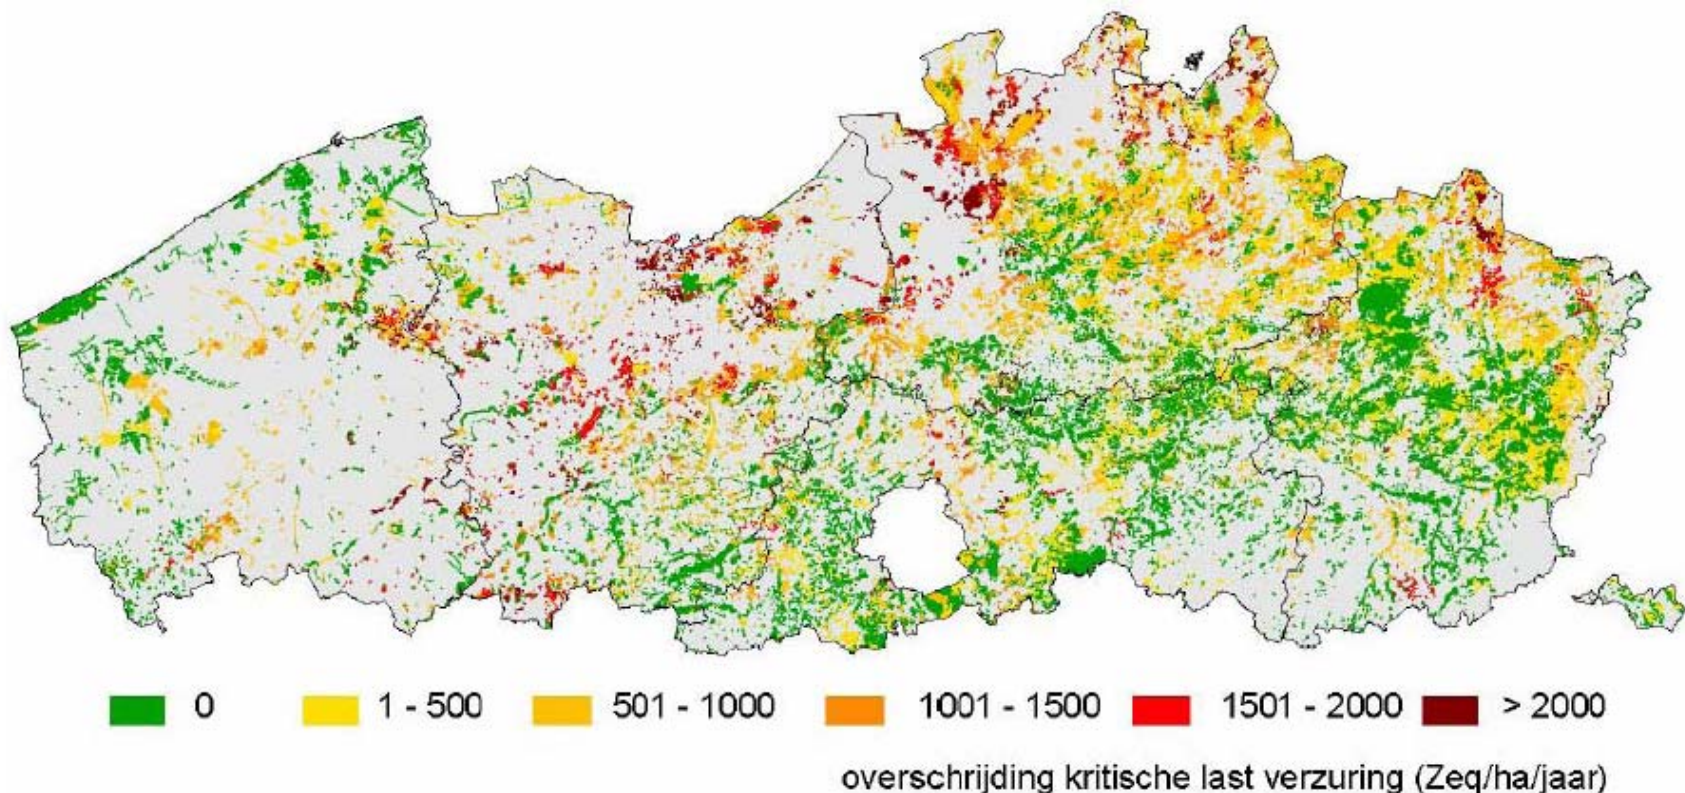 0 1 - 500 501 - 1000 1001 - 1500 1501 - 2000 > 2000
overschrijding kritische last verzuring (Zeq/ha/jaar)